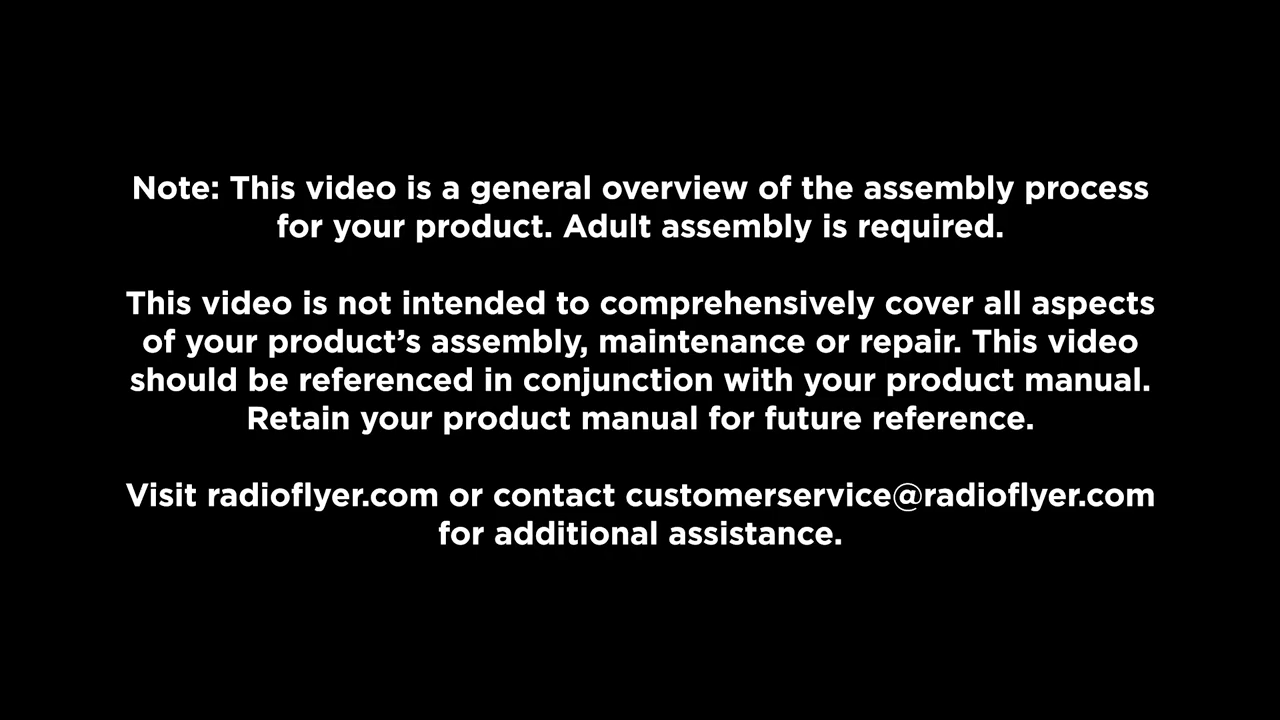 Note: This video is a general overview of the assembly process
for your product. Adult assembly is required.
This video is not intended to comprehensively cover all aspects
of your product’s assembly, maintenance or repair. This video
should be referenced in conjunction with your product manual.
Retain your product manual for future reference.
Visit radioflyer.com or contact customerservice@radioflyer.com
for additional assistance.